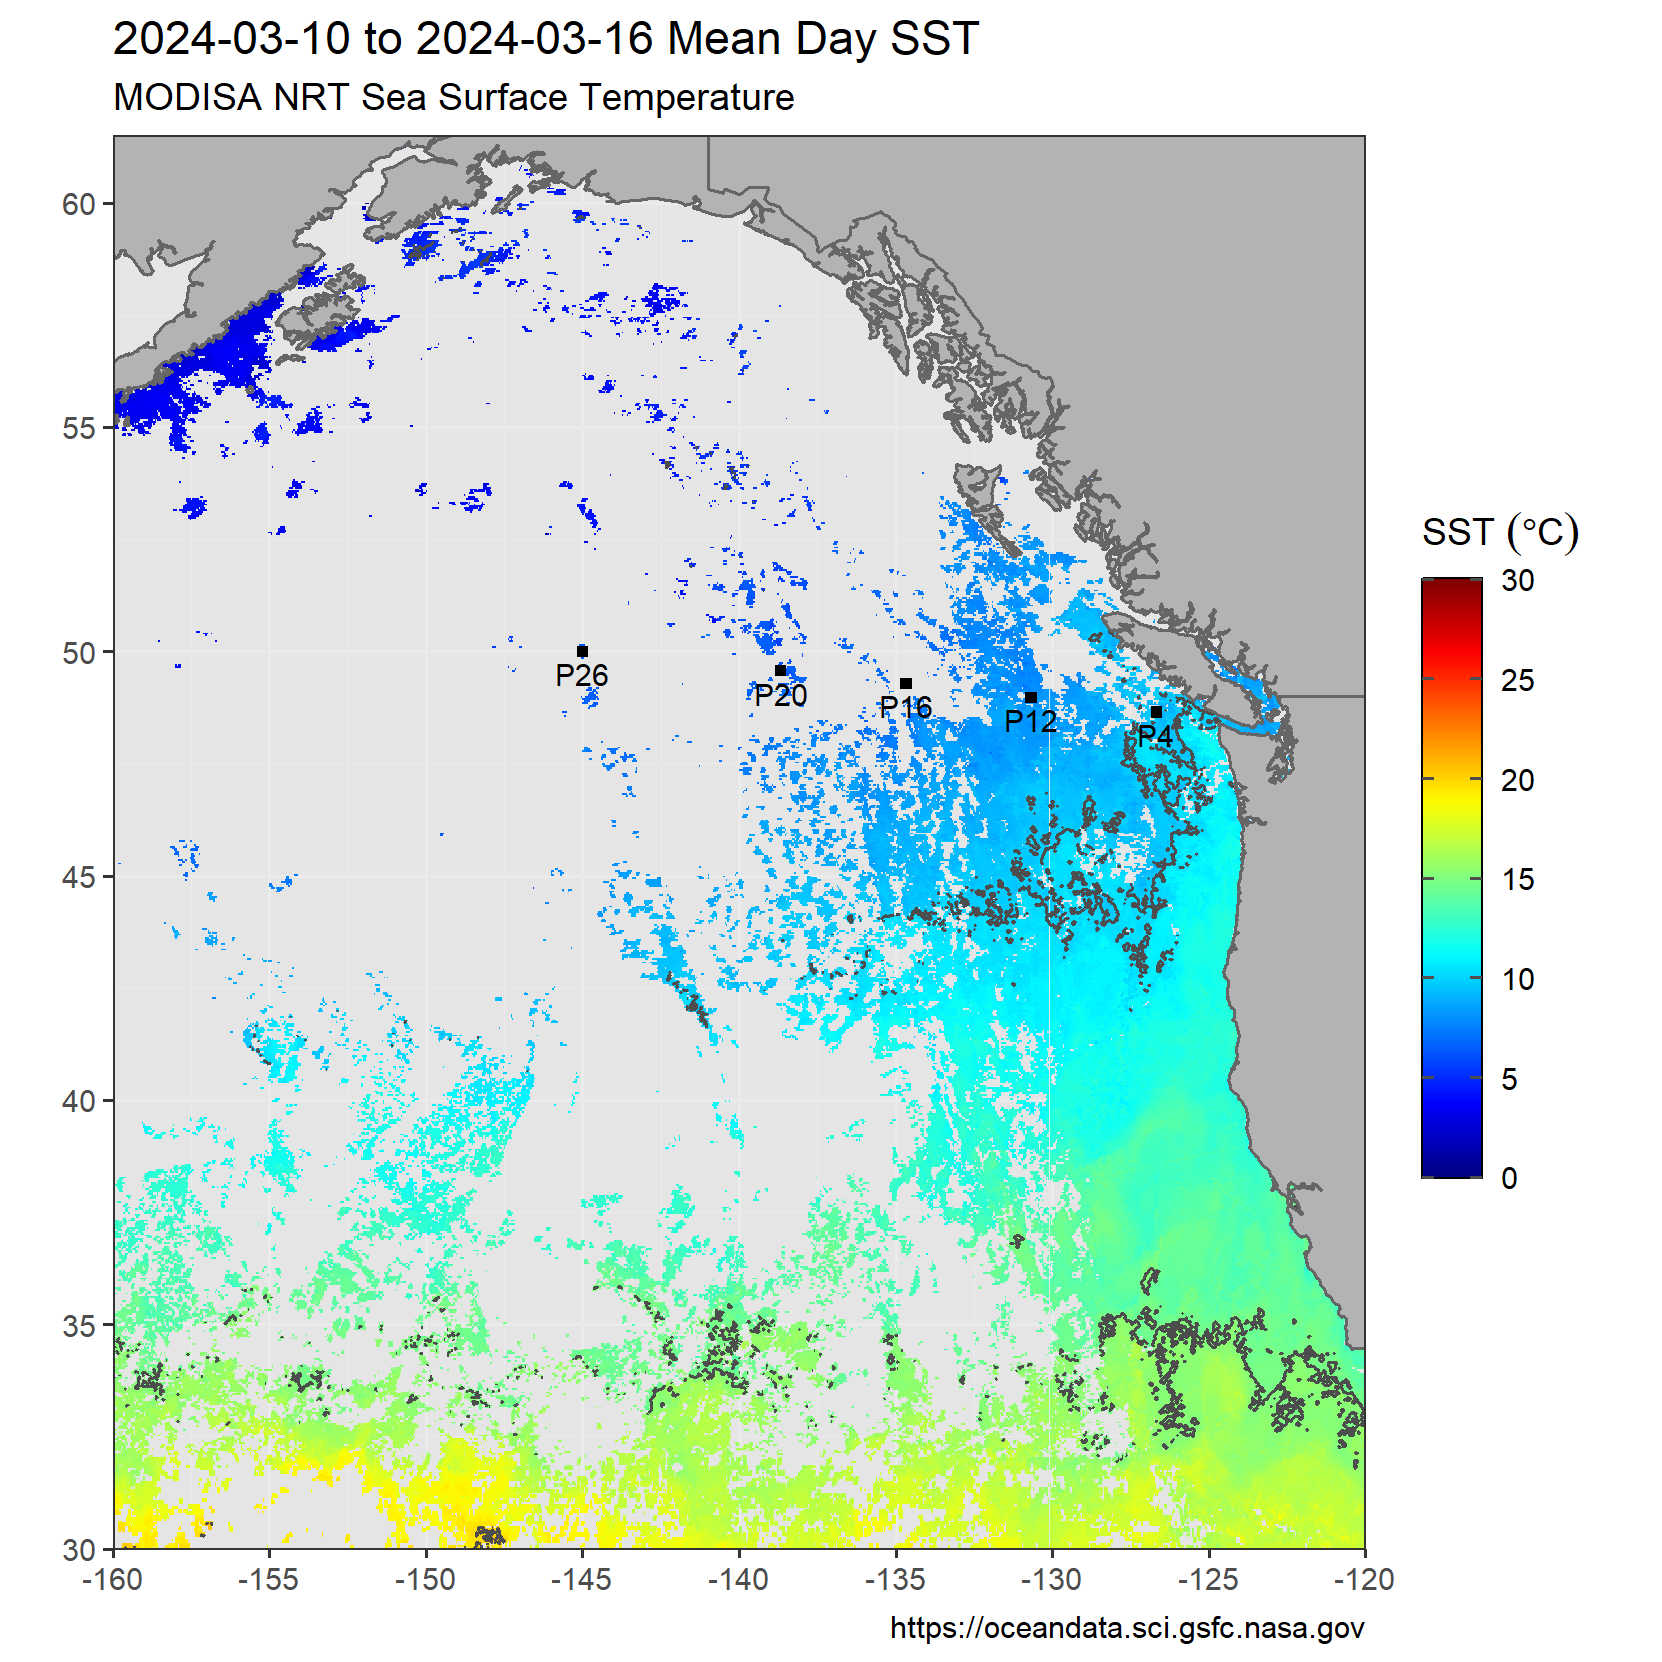 2024-03-10 to 2024-03-16 Mean Day SST
MODISA NRT Sea Surface Temperature
60
55
50
45
40
35
30
-160
-155
-150
-145
-140
-135
-130
-125
-120
P26
P20
P16
P12
P4
SST (°C)
30
25
20
15
10
5
0
https://oceandata.sci.gsfc.nasa.gov